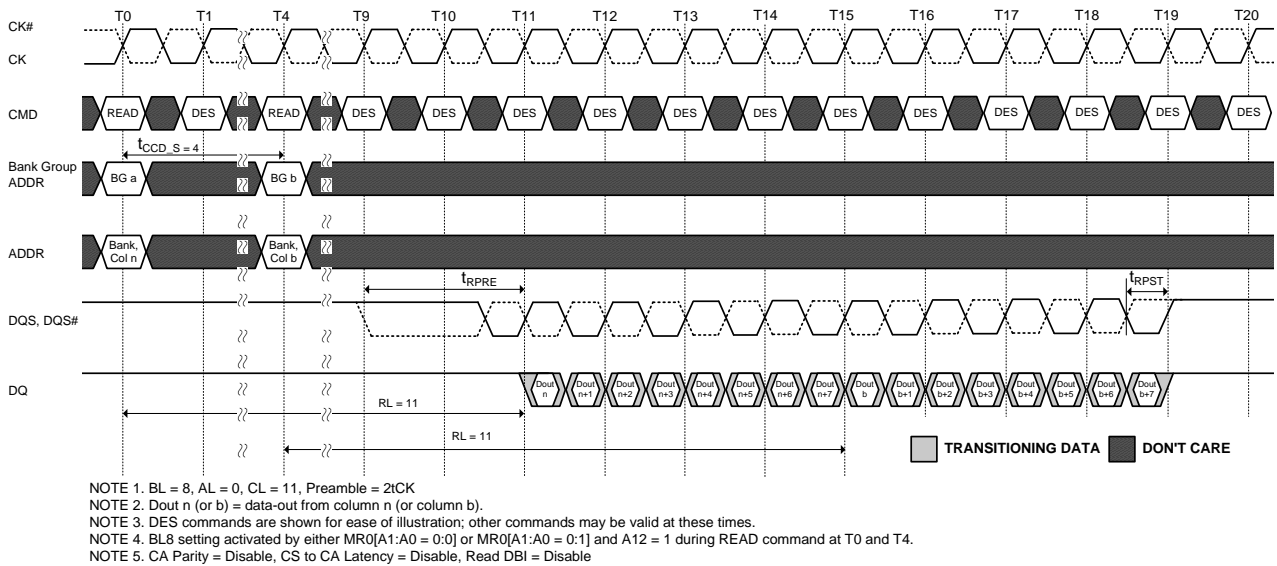 T0 T1 T4 T9 T10 T11 T12 T13 T14 T15 T16 T17 T18 T19 T20
CK#
CK
CMD READ DES READ DES DES DES DES DES DES DES DES DES DES DES DES
tCCD_S = 4
Bank Group
ADDR
BG a BG b
ADDR
Bank, Bank,
Col n Col b
tRPRE tRPST
DQS, DQS#
DQ
Dout Dout Dout Dout Dout Dout Dout Dout Dout Dout Dout Dout Dout Dout Dout Dout
n n+1 n+2 n+3 n+4 n+5 n+6 n+7 b b+1 b+2 b+3 b+4 b+5 b+6 b+7
RL = 11
RL = 11
TRANSITIONING DATA DON'T CARE
NOTE 1. BL = 8, AL = 0, CL = 11, Preamble = 2tCK
NOTE 2. Dout n (or b) = data-out from column n (or column b).
NOTE 3. DES commands are shown for ease of illustration; other commands may be valid at these times.
NOTE 4. BL8 setting activated by either MR0[A1:A0 = 0:0] or MR0[A1:A0 = 0:1] and A12 = 1 during READ command at T0 and T4.
NOTE 5. CA Parity = Disable, CS to CA Latency = Disable, Read DBI = Disable